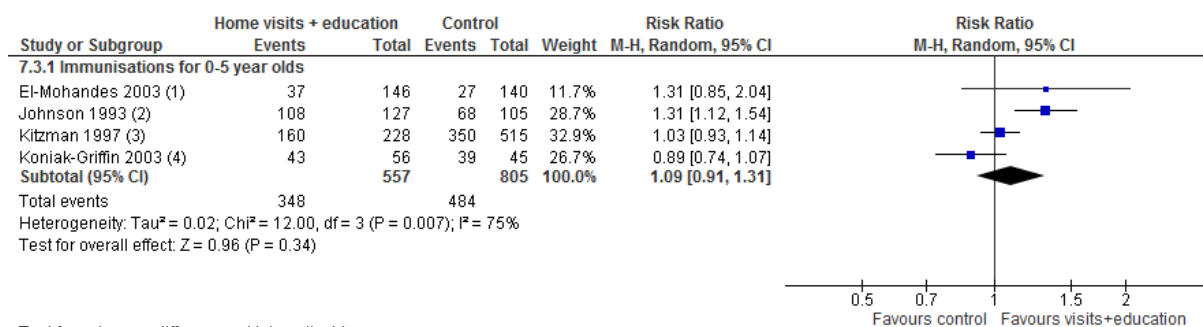 Home visits + education Control Risk Ratio Risk Ratio
Study or Subgroup Events Total Events Total Weight M-H, Random, 95% CI M-H, Random, 95% CI
7.3.1 Immunisations for 0-5 year olds
El-Mohandes 2003 (1) 37 146 27 140 11.7% 1.31 [0.85, 2.04]
Johnson 1993 (2) 108 127 68 105 28.7% 1.31 [1.12, 1.54]
Kitzman 1997 (3) 160 228 350 515 32.9% 1.03 [0.93, 1.14]
Koniak-Griffin 2003 (4) 43 56 39 45 26.7% 0.89 [0.74, 1.07]
Subtotal (95% CI) 557 805 100.0% 1.09 [0.91, 1.31]
Total events 348 484
Heterogeneity: Tau² = 0.02; Chi² = 12.00, df = 3 (P = 0.007); I² = 75%
Test for overall effect: Z = 0.96 (P = 0.34)
0.5 0.7 1 1.5 2
Favours control Favours visits+education